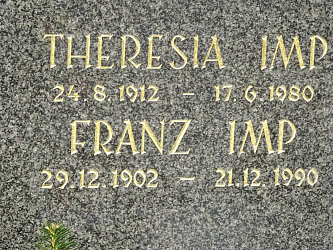 THERESIA IMP
24.8.1912 – 17.6.1980
FRANZ IMP
29.12.1902 – 21.12.1990